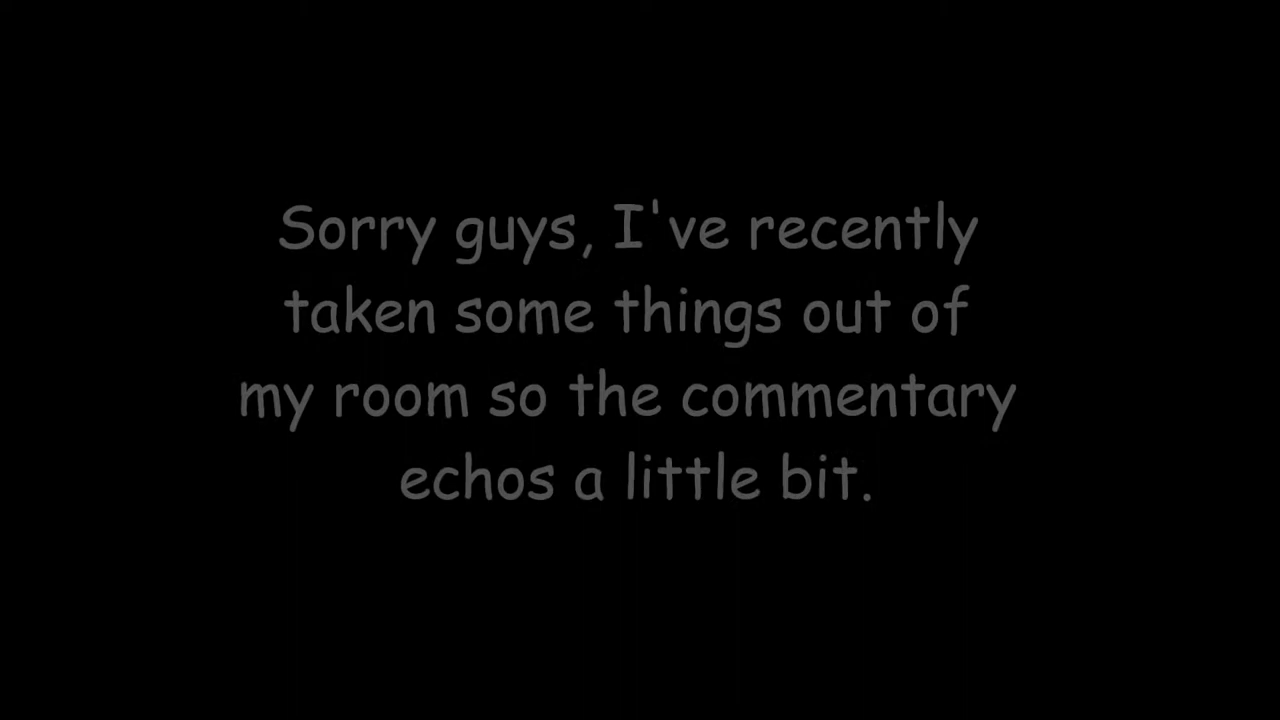 Sorry guys, I've recently
taken some things out of
my room so the commentary
echos a little bit.